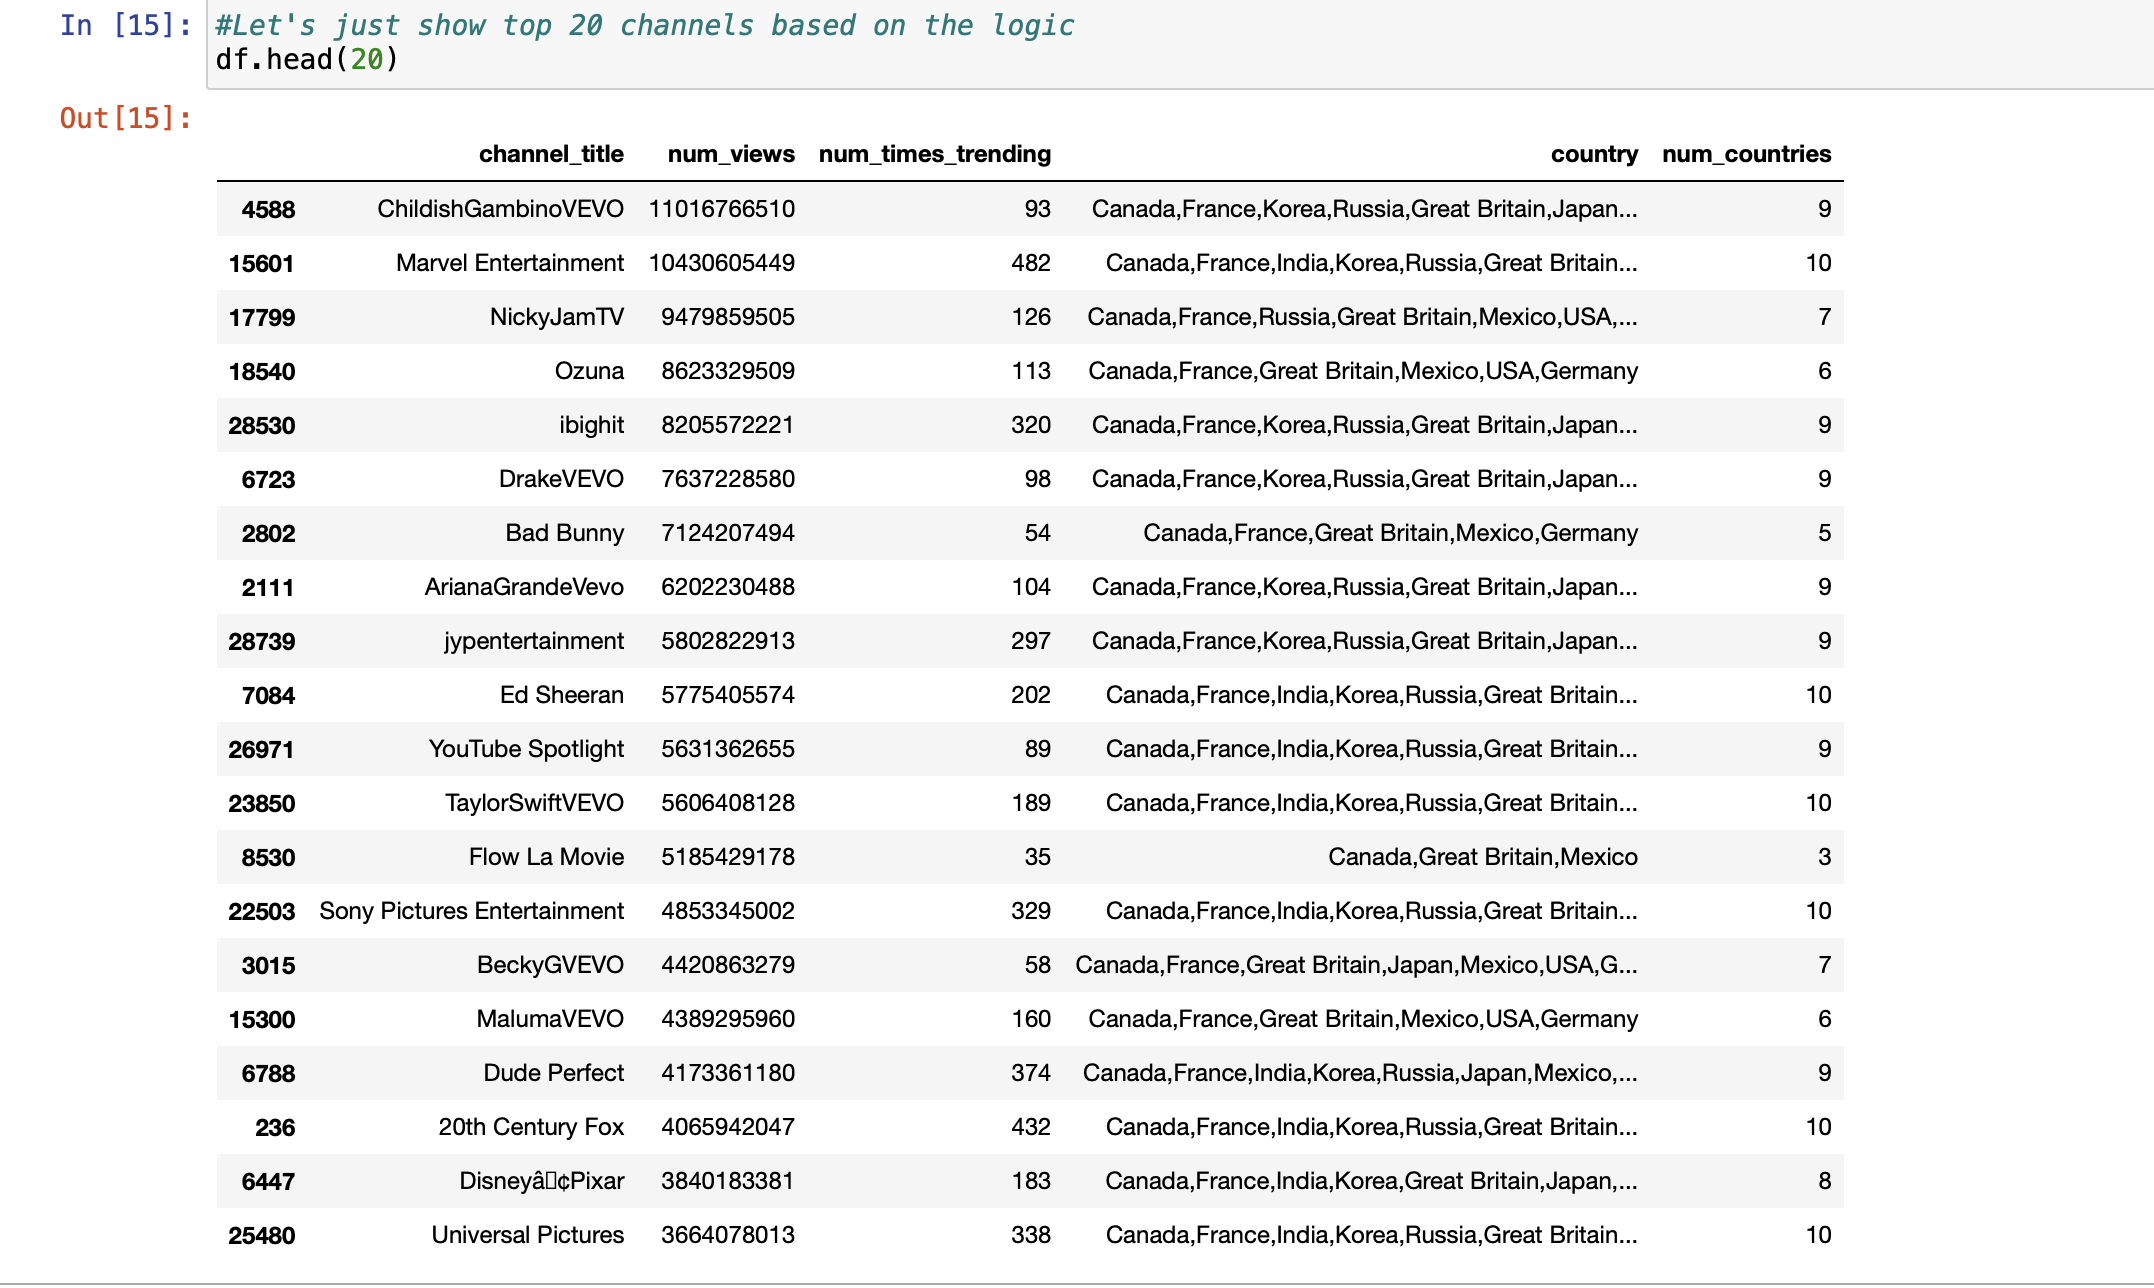 In [15]: #Let's just show top 20 channels based on the logic
df.head(20)
Out[15]:
channel_title num_views num_times_trending country num_countries
4588 ChildishGambinoVEVO 11016766510 93 Canada,France,Korea,Russia,Great Britain,Japan... 9
15601 Marvel Entertainment 10430605449 482 Canada,France,India,Korea,Russia,Great Britain... 10
17799 NickyJamTV 9479859505 126 Canada,France,Russia,Great Britain,Mexico,USA,... 7
18540 Ozuna 8623329509 113 Canada,France,Great Britain,Mexico,USA,Germany 6
28530 ibighit 8205572221 320 Canada,France,Korea,Russia,Great Britain,Japan... 9
6723 DrakeVEVO 7637228580 98 Canada,France,Korea,Russia,Great Britain,Japan... 9
2802 Bad Bunny 7124207494 54 Canada,France,Great Britain,Mexico,Germany 5
2111 ArianaGrandeVevo 6202230488 104 Canada,France,Korea,Russia,Great Britain,Japan... 9
28739 jypentertainment 5802822913 297 Canada,France,Korea,Russia,Great Britain,Japan... 9
7084 Ed Sheeran 5775405574 202 Canada,France,India,Korea,Russia,Great Britain... 10
26971 YouTube Spotlight 5631362655 89 Canada,France,India,Korea,Russia,Great Britain... 9
23850 TaylorSwiftVEVO 5606408128 189 Canada,France,India,Korea,Russia,Great Britain... 10
8530 Flow La Movie 5185429178 35 Canada,Great Britain,Mexico 3
22503 Sony Pictures Entertainment 4853345002 329 Canada,France,India,Korea,Russia,Great Britain... 10
3015 BeckyGVEVO 4420863279 58 Canada,France,Great Britain,Japan,Mexico,USA,G... 7
15300 MalumaVEVO 4389295960 160 Canada,France,Great Britain,Mexico,USA,Germany 6
6788 Dude Perfect 4173361180 374 Canada,France,India,Korea,Russia,Japan,Mexico,... 9
236 20th Century Fox 4065942047 432 Canada,France,India,Korea,Russia,Great Britain... 10
6447 Disneyâ▯¢Pixar 3840183381 183 Canada,France,India,Korea,Great Britain,Japan,... 8
25480 Universal Pictures 3664078013 338 Canada,France,India,Korea,Russia,Great Britain... 10